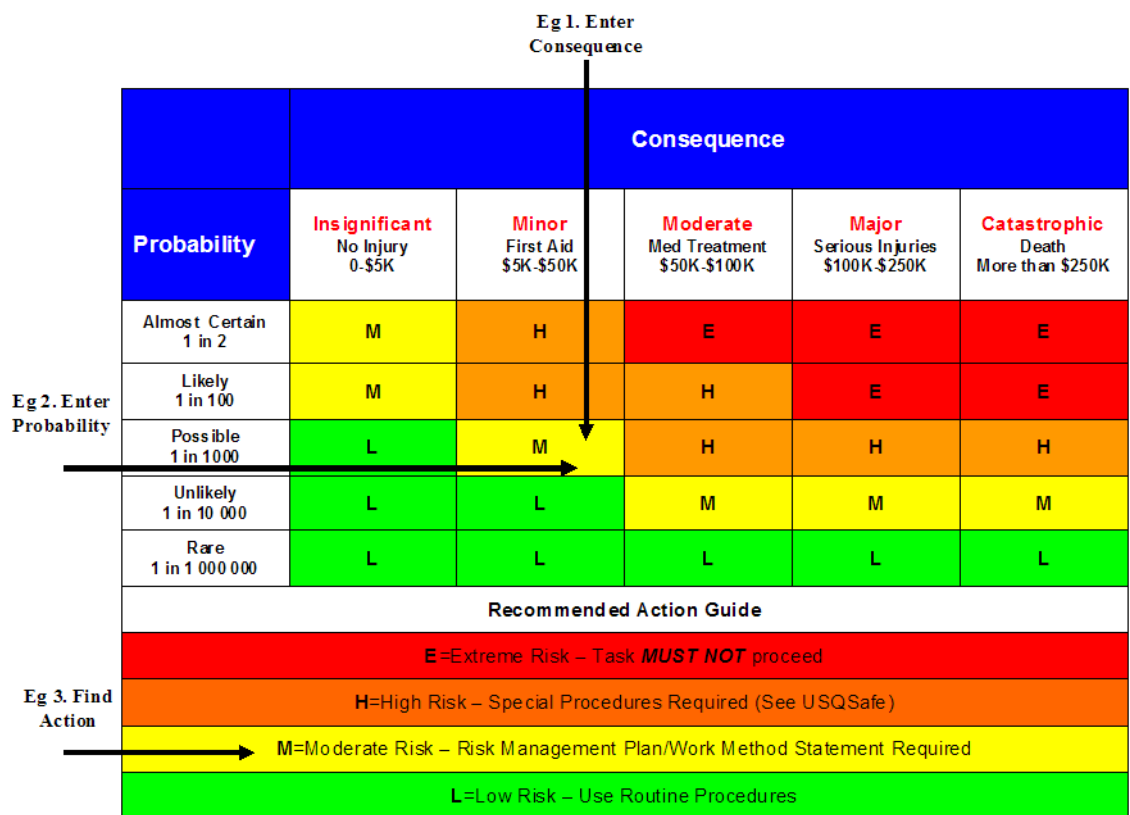 Eg 1. Enter
Consequence
Consequence
Probability
Insignificant
No Injury
0-$5K
Minor
First Aid
$5K-$50K
Moderate
Med Treatment
$50K-$100K
Major
Serious Injuries
$100K-$250K
Catastrophic
Death
More than $250K
Almost Certain
1 in 2
M
H
E
E
E
Eg 2. Enter
Probability
Likely
1 in 100
M
H
H
E
E
Possible
1 in 1000
L
M
H
H
H
Unlikely
1 in 10 000
L
L
M
M
M
Rare
1 in 1 000 000
L
L
L
L
L
Recommended Action Guide
E=Extreme Risk – Task MUST NOT proceed
Eg 3. Find
Action
H=High Risk – Special Procedures Required (See USQSafe)
M=Moderate Risk – Risk Management Plan/Work Method Statement Required
L=Low Risk – Use Routine Procedures